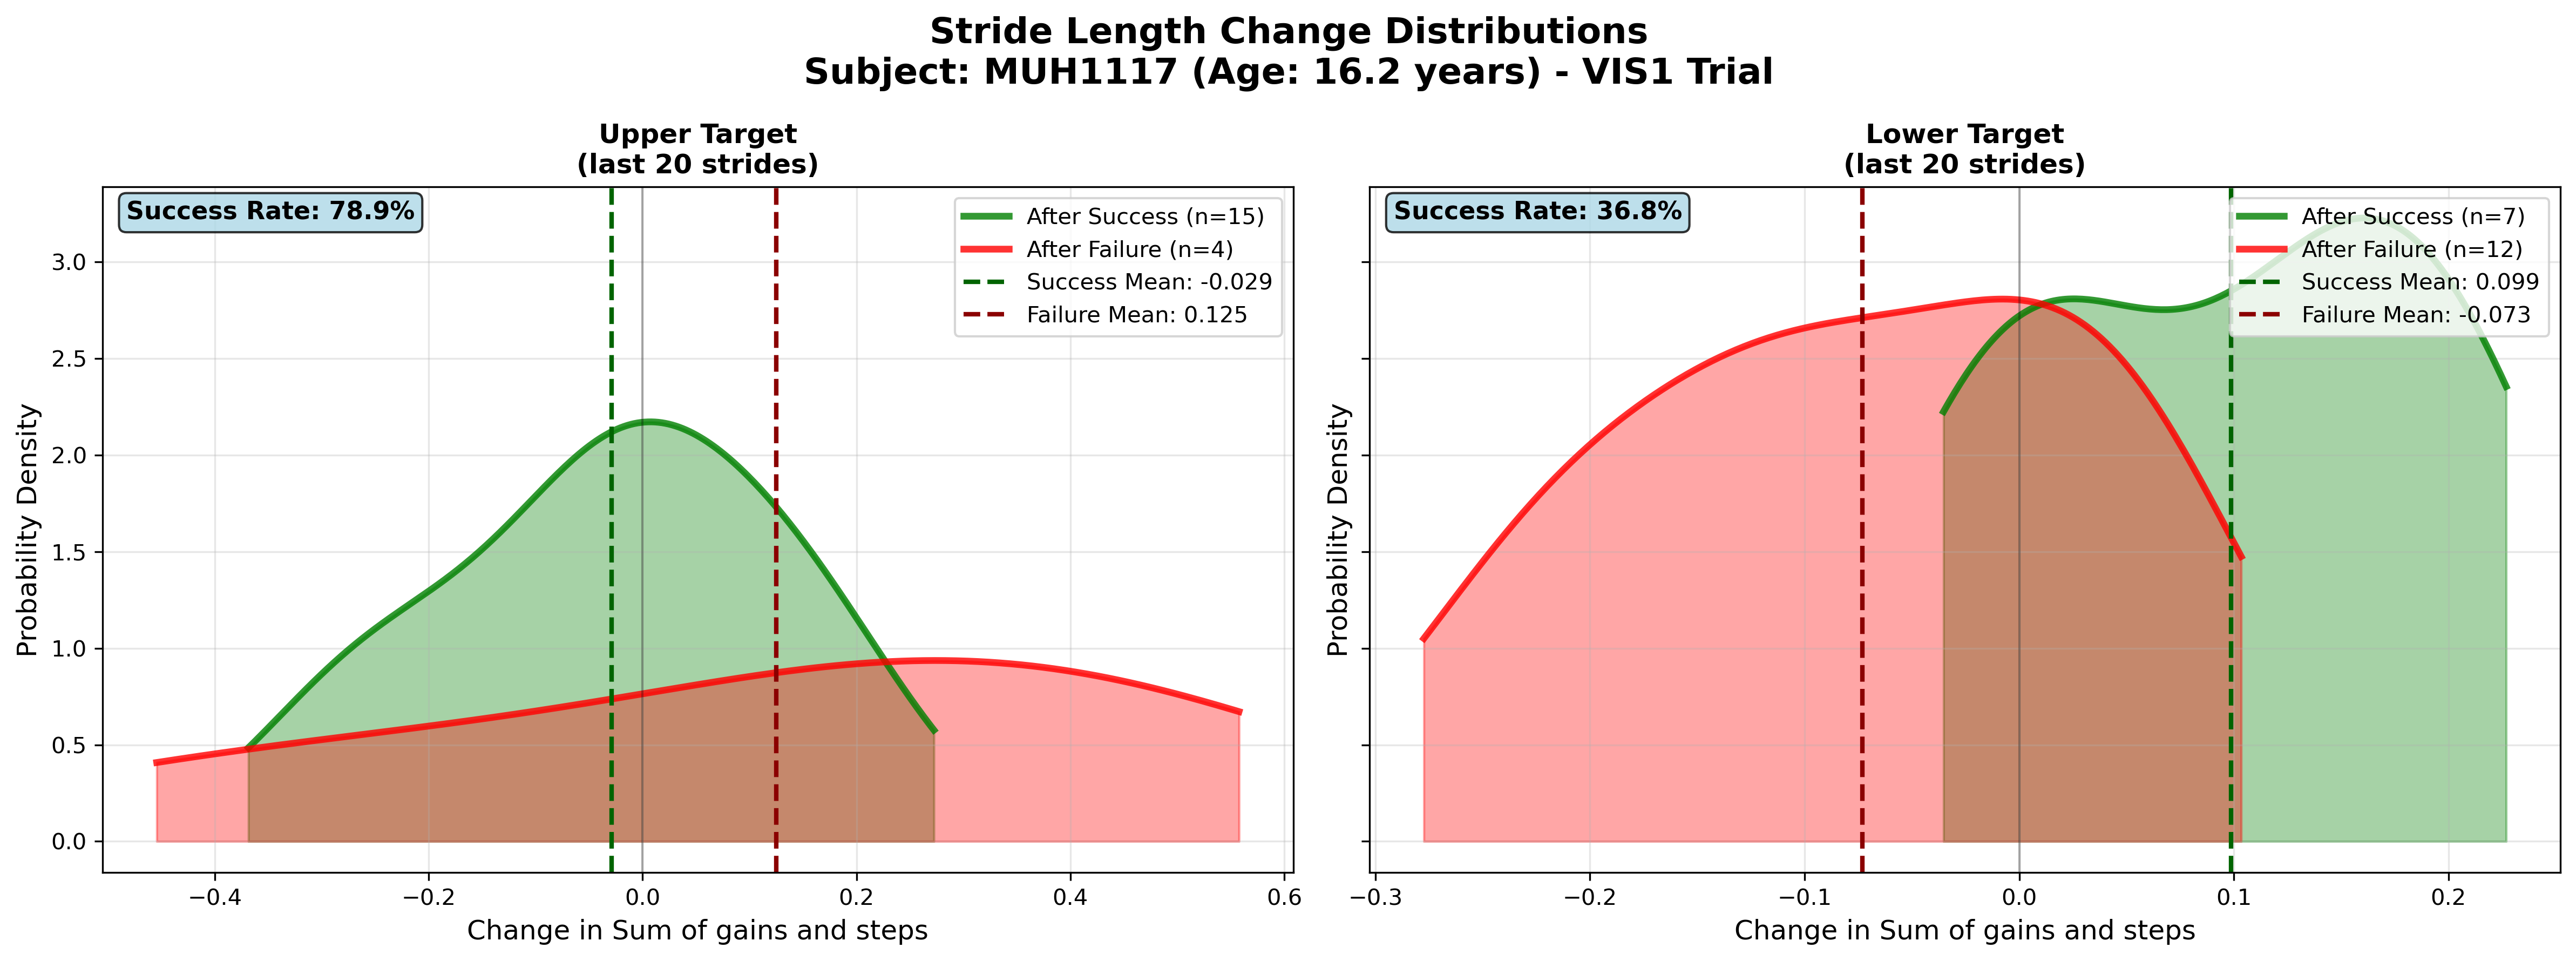 Stride Length Change Distributions
Subject: MUH1117 (Age: 16.2 years) - VIS1 Trial
Upper Target
(last 20 strides)
Success Rate: 78.9%
After Success (n=15)
After Failure (n=4)
Success Mean: -0.029
Failure Mean: 0.125
Probability Density
3.0
2.5
2.0
1.5
1.0
0.5
0.0
−0.4
−0.2
0.0
0.2
0.4
0.6
Change in Sum of gains and steps
Lower Target
(last 20 strides)
Success Rate: 36.8%
After Success (n=7)
After Failure (n=12)
Success Mean: 0.099
Failure Mean: -0.073
Probability Density
−0.3
−0.2
−0.1
0.0
0.1
0.2
Change in Sum of gains and steps